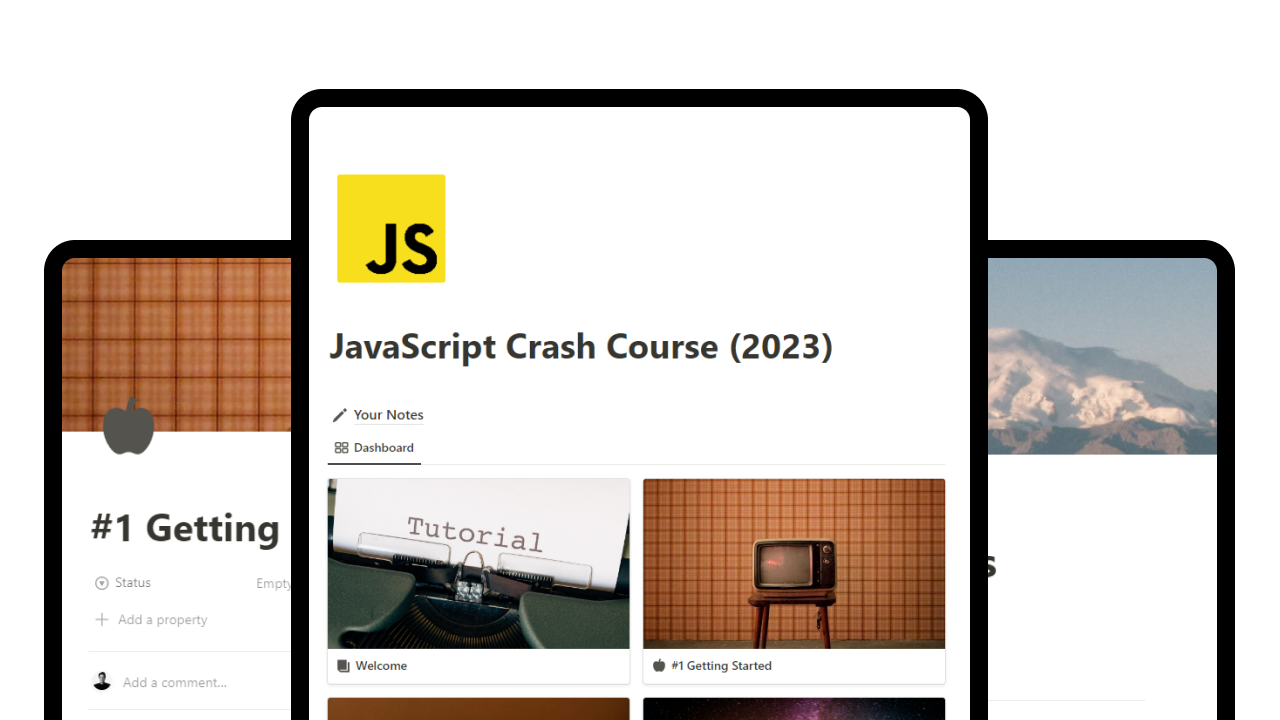 JS
JavaScript Crash Course (2023)
Your Notes
Dashboard
Tutorial
Welcome
#1 Getting Started
#1 Getting
Status
Empty
Add a property
Add a comment...
s